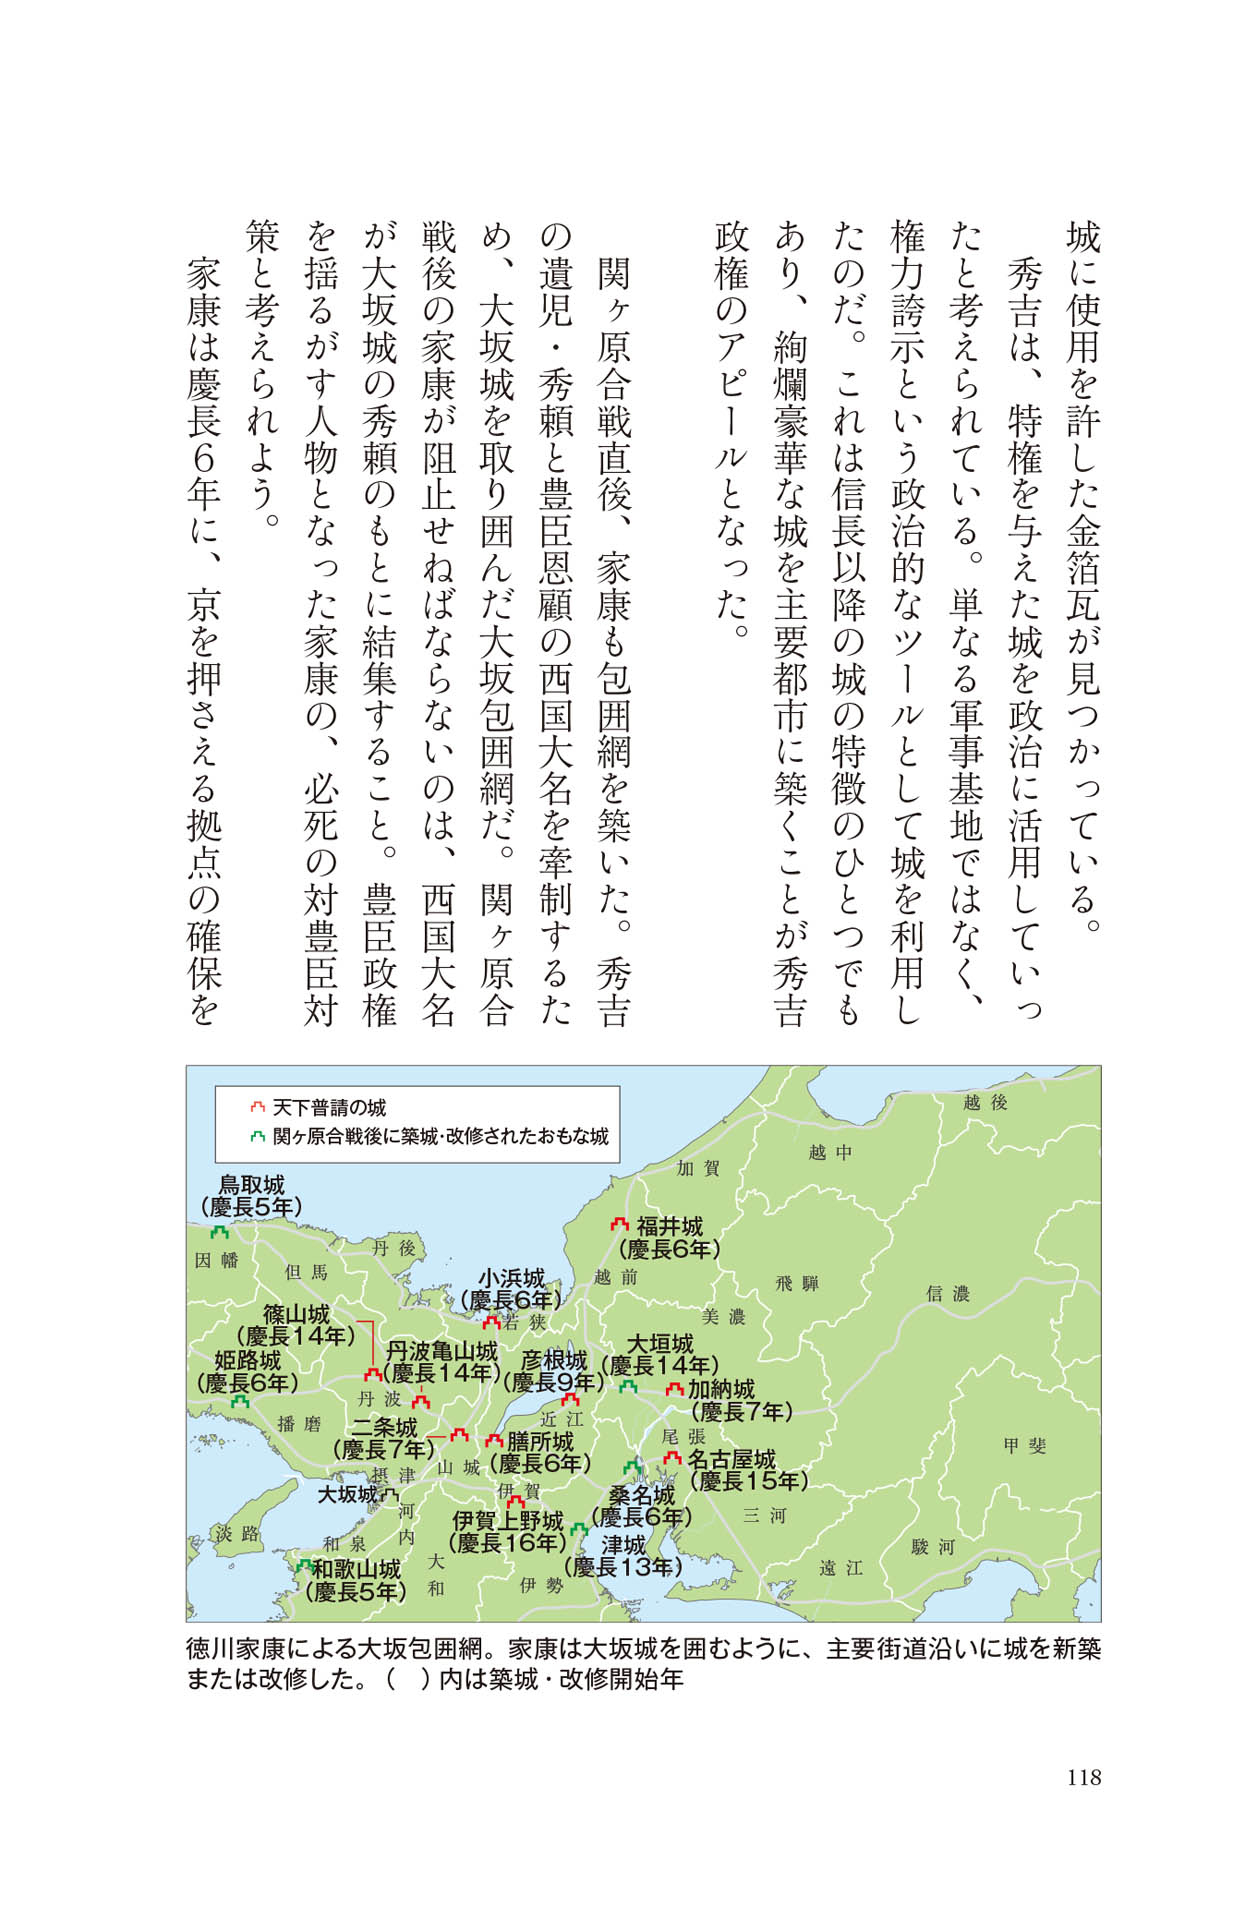 城に使用を許した金箔瓦が見つかっている。
秀吉は、特権を与えた城を政治に活用していっ
たと考えられている。単なる軍事基地ではなく、
権力誇示という政治的なツールとして城を利用し
たのだ。これは信長以降の城の特徴のひとつでも
あり、絢爛豪華な城を主要都市に築くことが秀吉
政権のアピールとなった。
関ヶ原合戦直後、家康も包囲網を築いた。秀吉
の遺児・秀頼と豊臣恩顧の西国大名を牽制するた
め、大坂城を取り囲んだ大坂包囲網だ。関ヶ原合
戦後の家康が阻止せねばならないのは、西国大名
が大坂城の秀頼のもとに結集すること。豊臣政権
を揺るがす人物となった家康の、必死の対豊臣対
策と考えられよう。
家康は慶長6年に、京を押さえる拠点の確保を
天下普請の城
関ヶ原合戦後に築城・改修されたおもな城
越後
越中
加賀
鳥取城
(慶長5年)
福井城
(慶長6年)
丹後
因幡
但馬
小浜城
(慶長6年)
越前
飛騨
信濃
美濃
若狭
篠山城
(慶長14年)
丹波亀山城
(慶長14年)
彦根城
(慶長9年)
大垣城
(慶長14年)
姫路城
(慶長6年)
加納城
(慶長7年)
丹波
近江
播磨
二条城
(慶長7年)
膳所城
(慶長6年)
尾張
名古屋城
(慶長15年)
甲斐
山城
摂津
大坂城
伊賀
桑名城
(慶長6年)
河内
伊賀上野城
(慶長16年)
三河
淡路
和泉
津城
(慶長13年)
駿河
大和
遠江
和歌山城
(慶長5年)
伊勢
徳川家康による大坂包囲網。家康は大坂城を囲むように、主要街道沿いに城を新築
または改修した。（　）内は築城・改修開始年
118